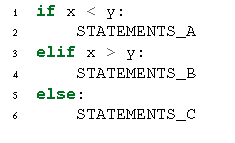 1 if x < y:
2     STATEMENTS_A
3 elif x > y:
4     STATEMENTS_B
5 else:
6     STATEMENTS_C